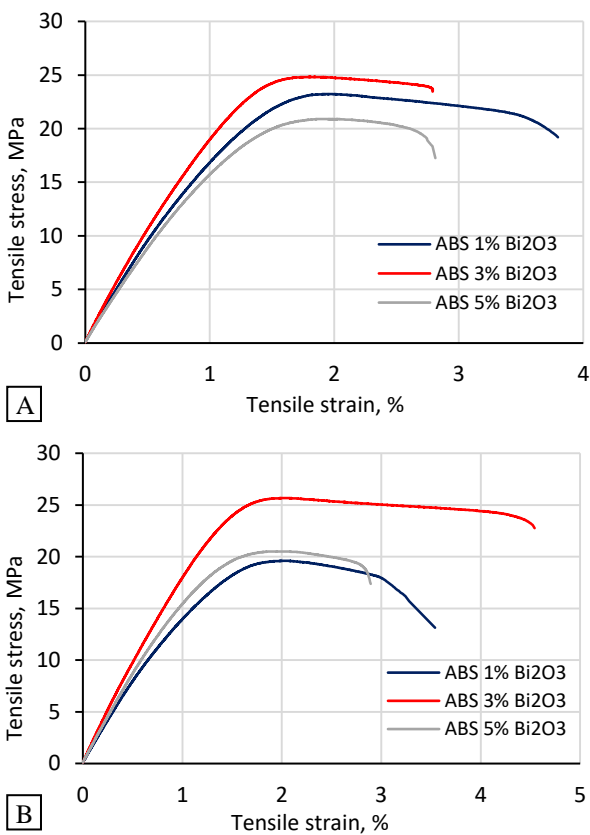 30
25
20
15
10
5
0
Tensile stress, MPa
ABS 1% Bi2O3
ABS 3% Bi2O3
ABS 5% Bi2O3
0 1 2 3 4
Tensile strain, %
A
30
25
20
15
10
5
0
Tensile stress, MPa
ABS 1% Bi2O3
ABS 3% Bi2O3
ABS 5% Bi2O3
0 1 2 3 4 5
Tensile strain, %
B